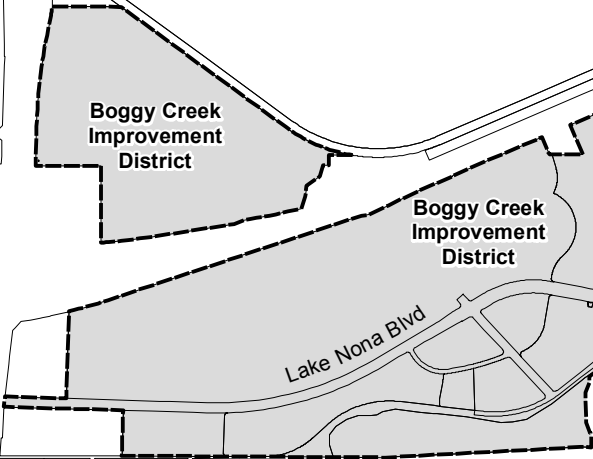 Boggy Creek
Improvement
District
Boggy Creek
Improvement
District
Lake Nona Blvd